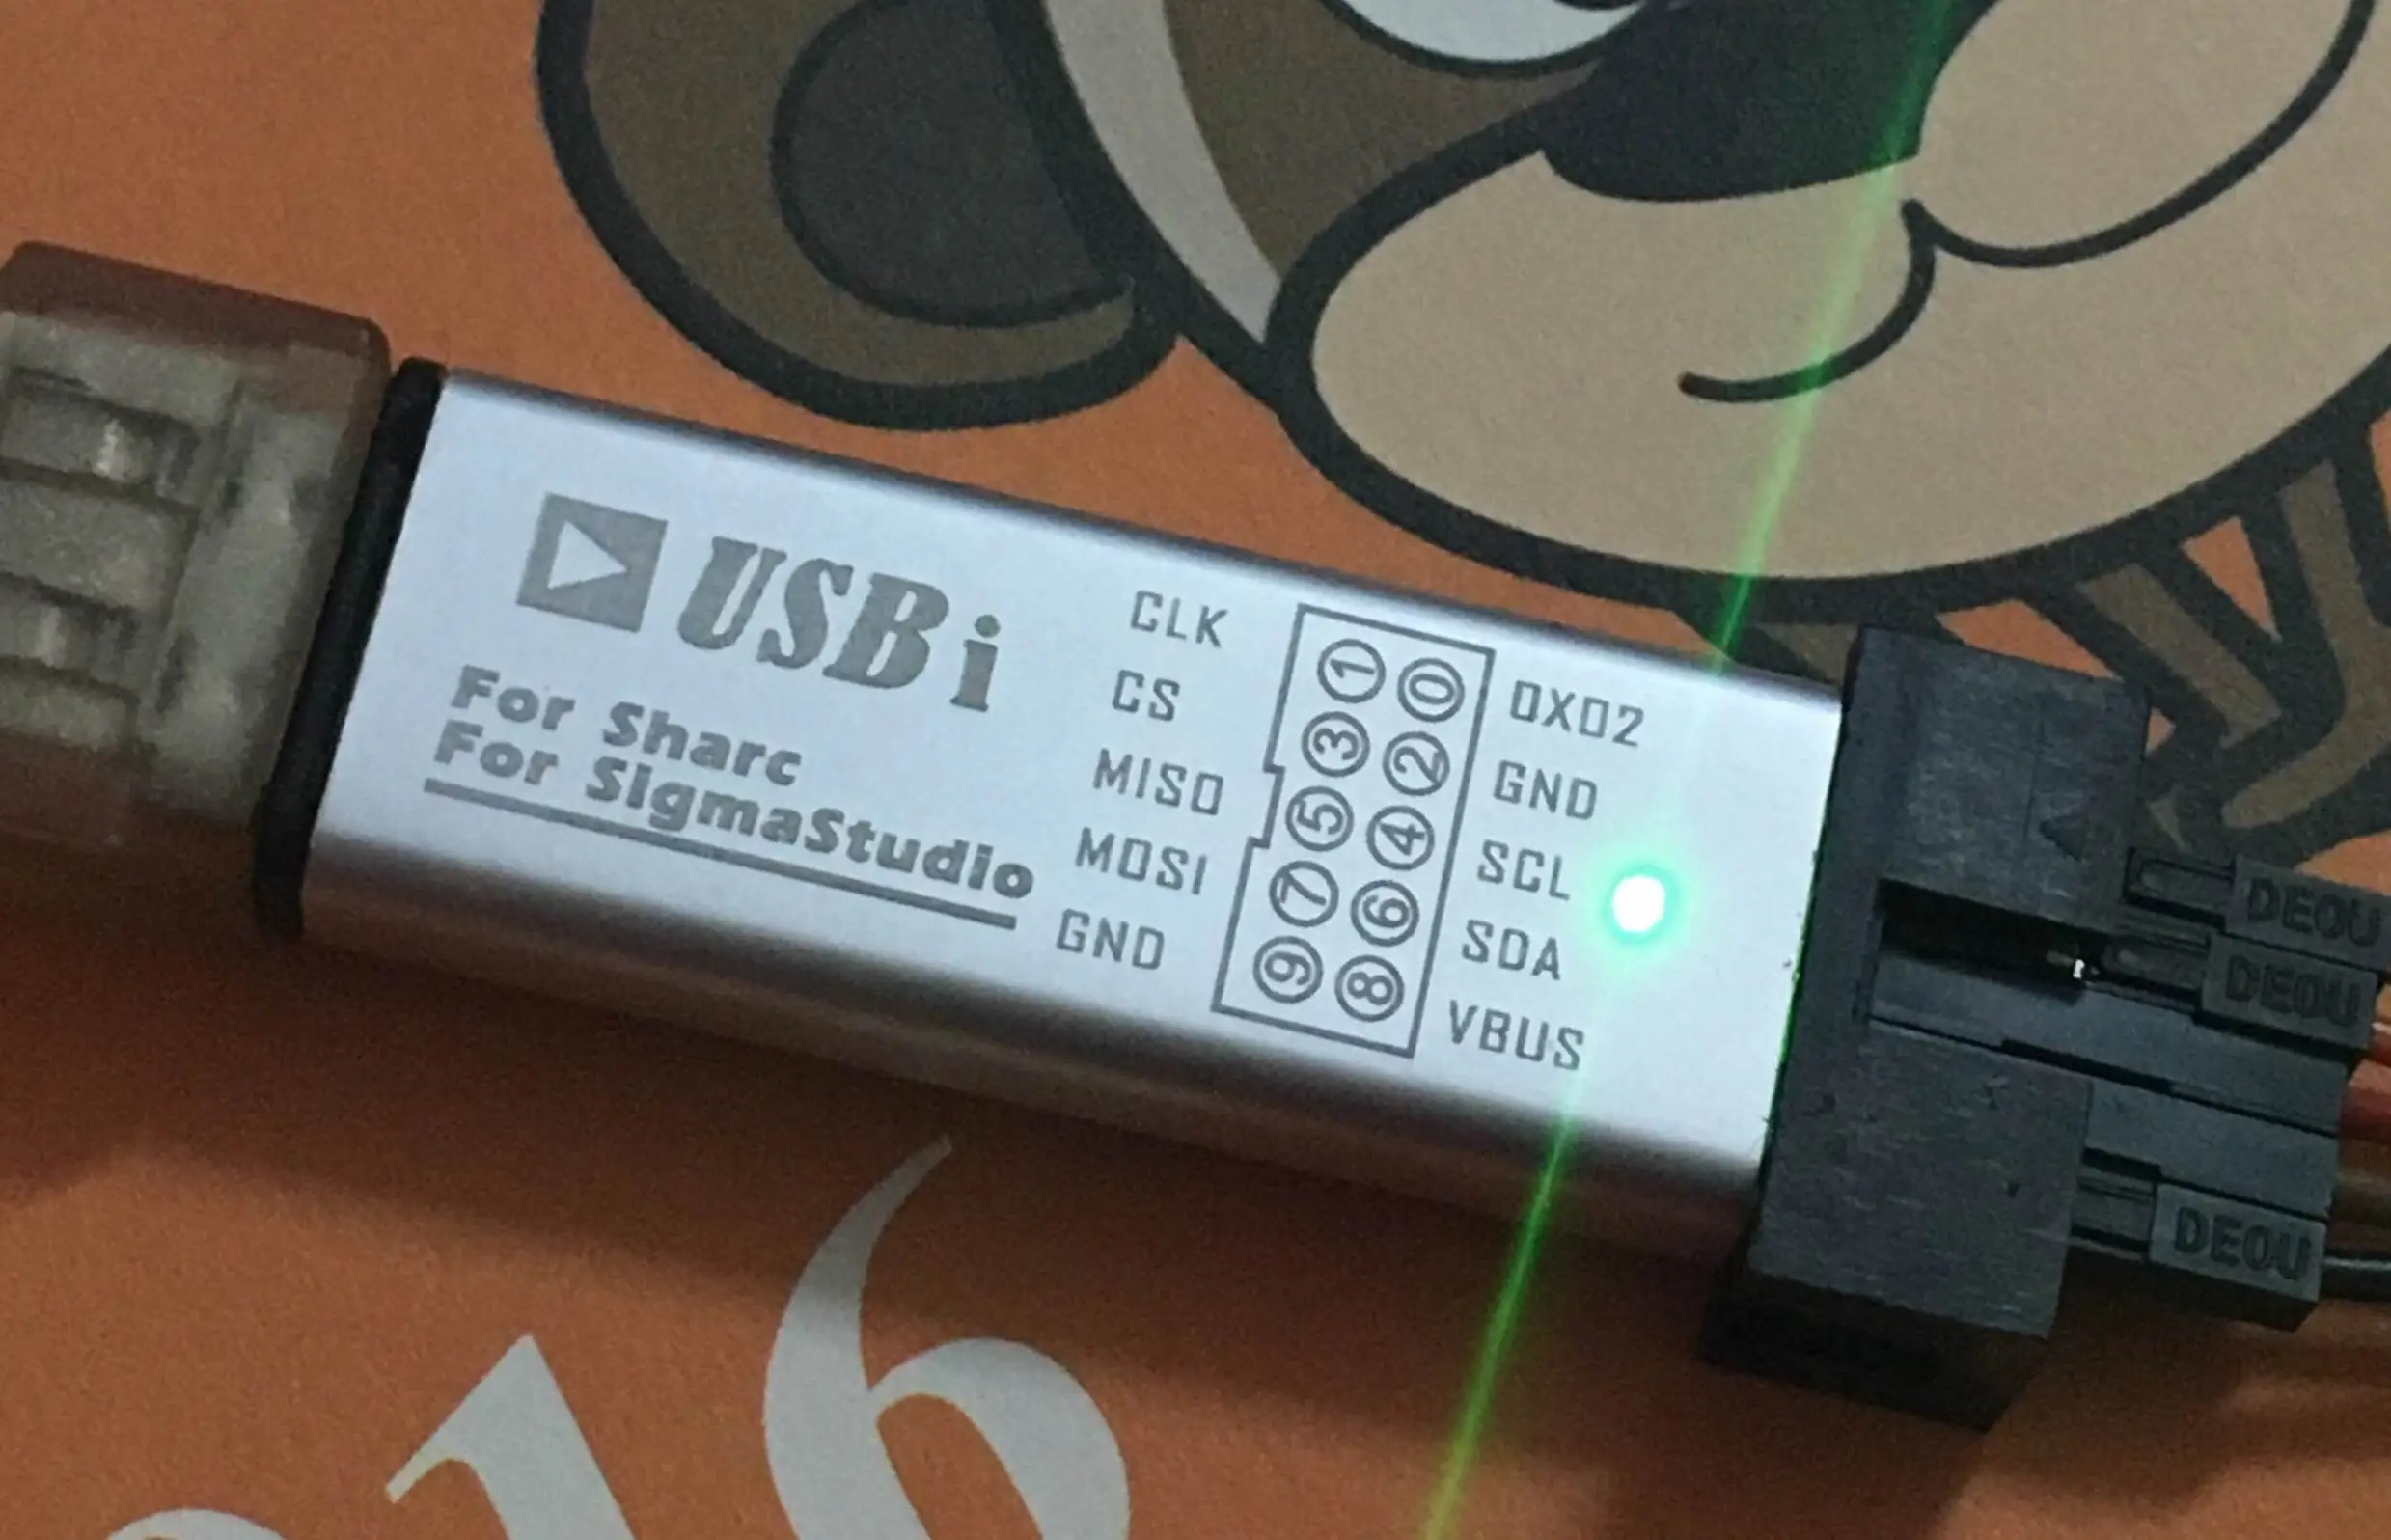 USBi
For Sharc
For SigmaStudio
CLK
CS
MISO
MOSI
GND
1 0
3 2
5 4
7 6
9 8
0X02
GND
SCL
SDA
VBUS
DEOU
DEOU
DEOU
16